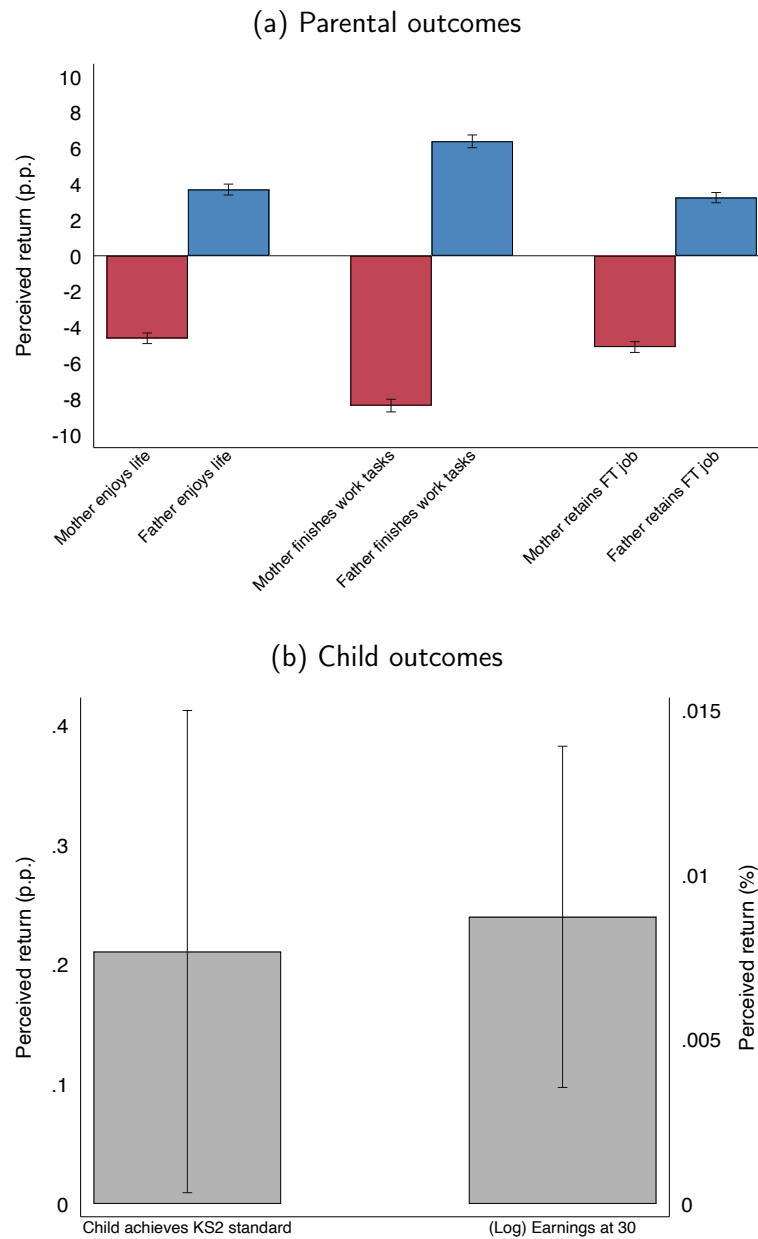 (a) Parental outcomes
Perceived return (p.p.)
10
8
6
4
2
0
-2
-4
-6
-8
-10
Mother enjoys life
Father enjoys life
Mother finishes work tasks
Father finishes work tasks
Mother retains FT job
Father retains FT job
(b) Child outcomes
Perceived return (p.p.)
.4
.3
.2
.1
0
.015
.01
.005
0
Perceived return (%)
Child achieves KS2 standard
(Log) Earnings at 30